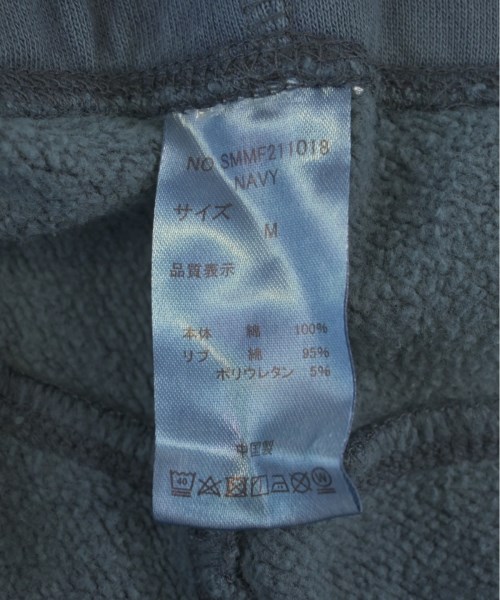 NO SMMF211018
NAVY
サイズ
M
品質表示
本体 綿 100%
リブ 綿 95%
ポリウレタン 5%
中国製
40